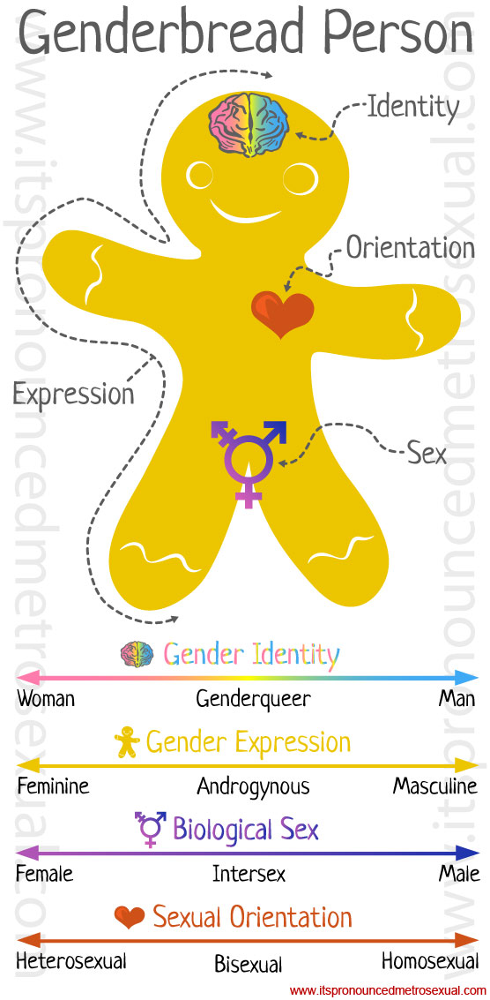 Genderbread Person
www.itspronouncedmetrosexual.com
www.itspronouncedmetrosexual.com
Identity
Orientation
Expression
Sex
Gender Identity
Woman Genderqueer Man
Gender Expression
Feminine Androgynous Masculine
Biological Sex
Female Intersex Male
Sexual Orientation
Heterosexual Bisexual Homosexual
www.itspronouncedmetrosexual.com